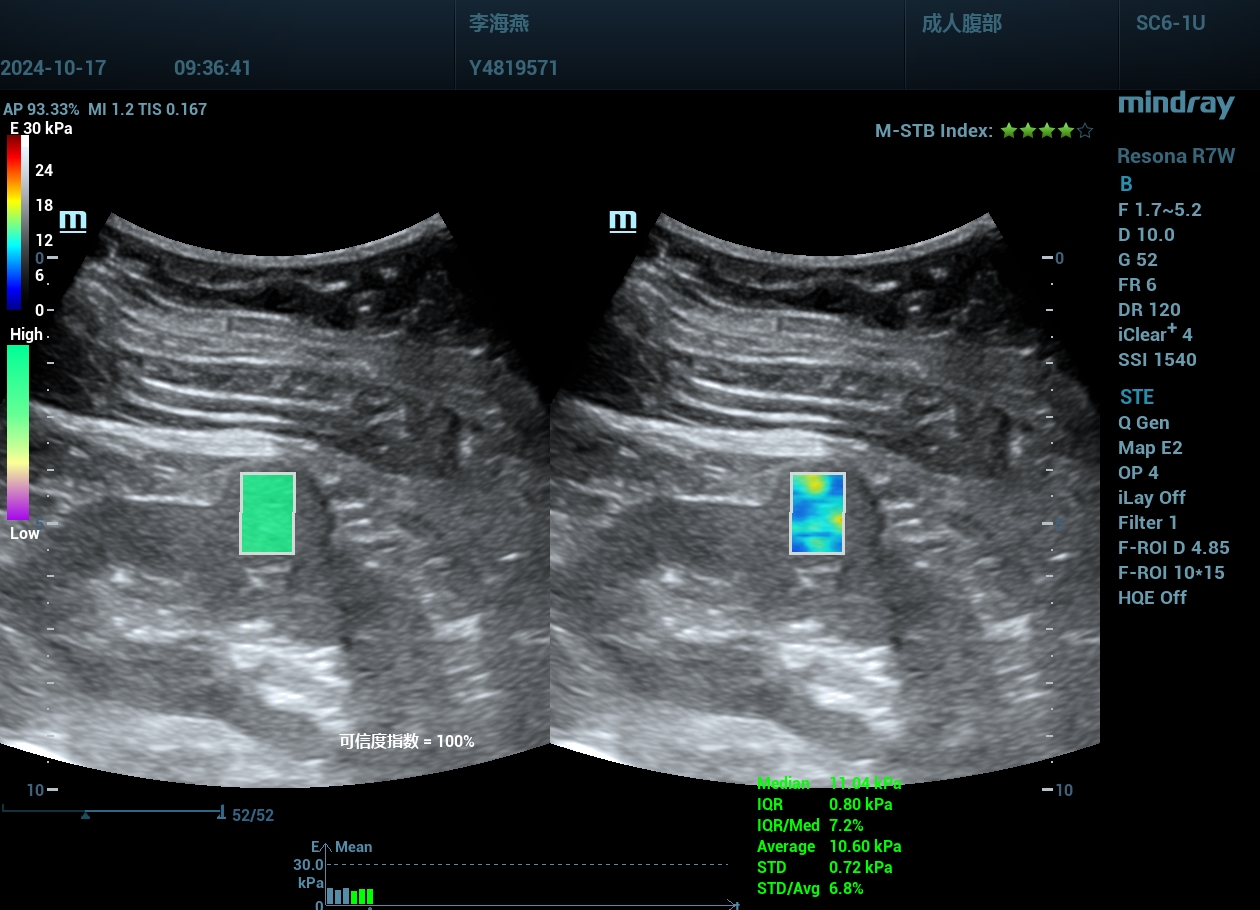 李海燕
成人腹部
SC6-1U
2024-10-17 09:36:41
Y4819571
AP 93.33% MI 1.2 TIS 0.167
mindray
E 30 kPa
M-STB Index:
24
18
12
6
0
High
Low
m
m
0
5
10
0
5
10
Resona R7W
B
F 1.7~5.2
D 10.0
G 52
FR 6
DR 120
iClear+ 4
SSI 1540
STE
Q Gen
Map E2
OP 4
iLay Off
Filter 1
F-ROI D 4.85
F-ROI 10*15
HQE Off
可信度指数 = 100%
52/52
Median 11.04 kPa
IQR 0.80 kPa
IQR/Med 7.2%
Average 10.60 kPa
STD 0.72 kPa
STD/Avg 6.8%
E Mean
30.0
kPa
0
t